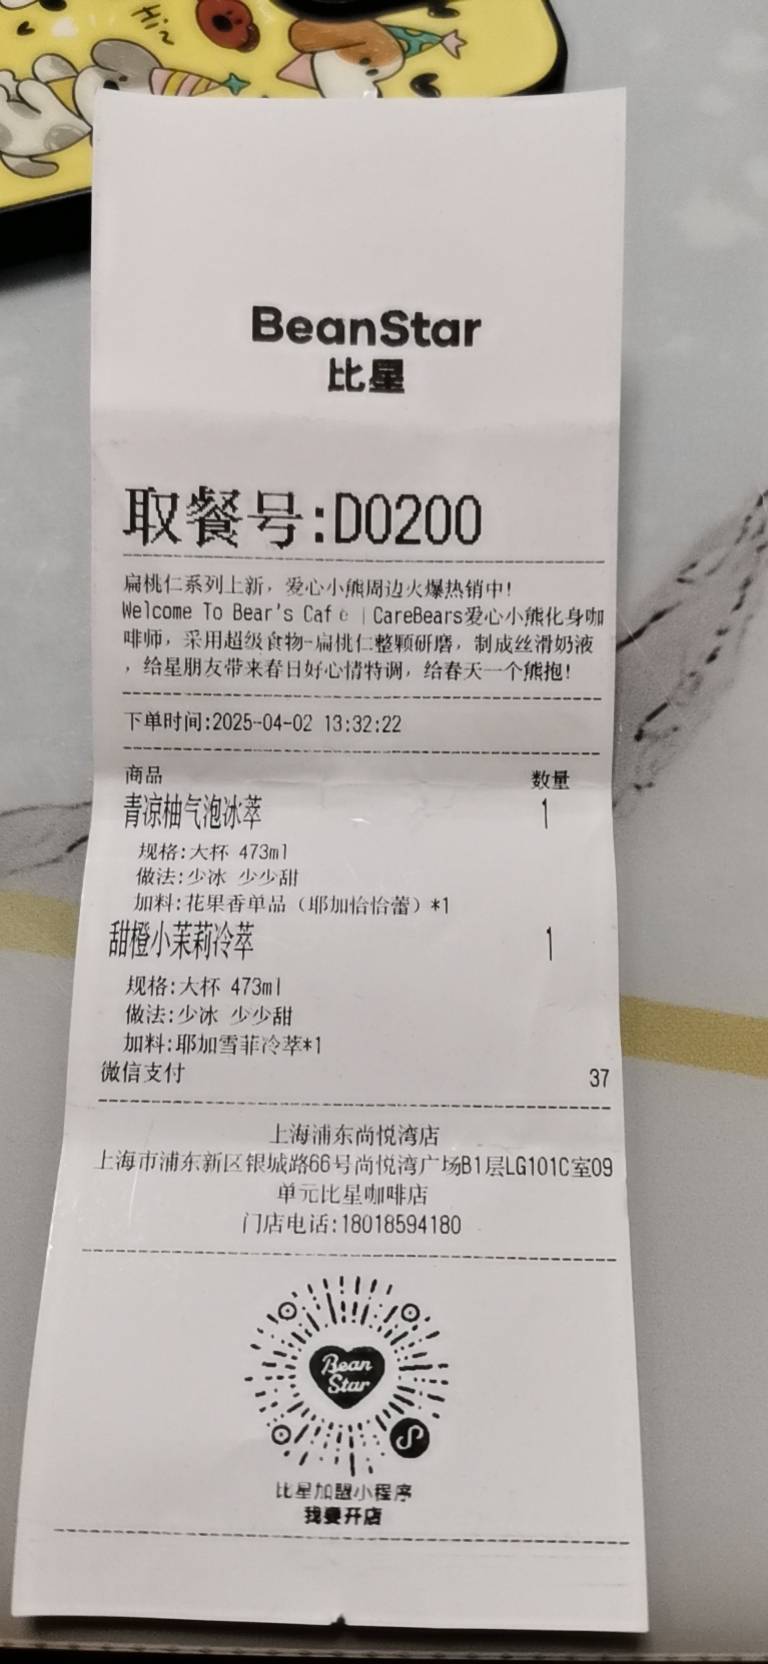 Hi~
BeanStar
比星
取餐号:D0200
扁桃仁系列上新，爱心小熊周边火爆热销中!
Welcome To Bear's Café | CareBears爱心小熊化身咖
啡师，采用超级食物-扁桃仁整颗研磨，制成丝滑奶液
，给星朋友带来春日好心情特调，给春天一个熊抱!
下单时间:2025-04-02 13:32:22
商品 数量
青凉柚气泡冰萃 1
规格:大杯 473ml
做法:少冰 少少甜
加料:花果香单品（耶加恰恰蕾）*1
甜橙小茉莉冷萃 1
规格:大杯 473ml
做法:少冰 少少甜
加料:耶加雪菲冷萃*1
微信支付 37
上海浦东尚悦湾店
上海市浦东新区银城路66号尚悦湾广场B1层LG101C室09
单元比星咖啡店
门店电话:18018594180
Bean
Star
比星加盟小程序
我要开店